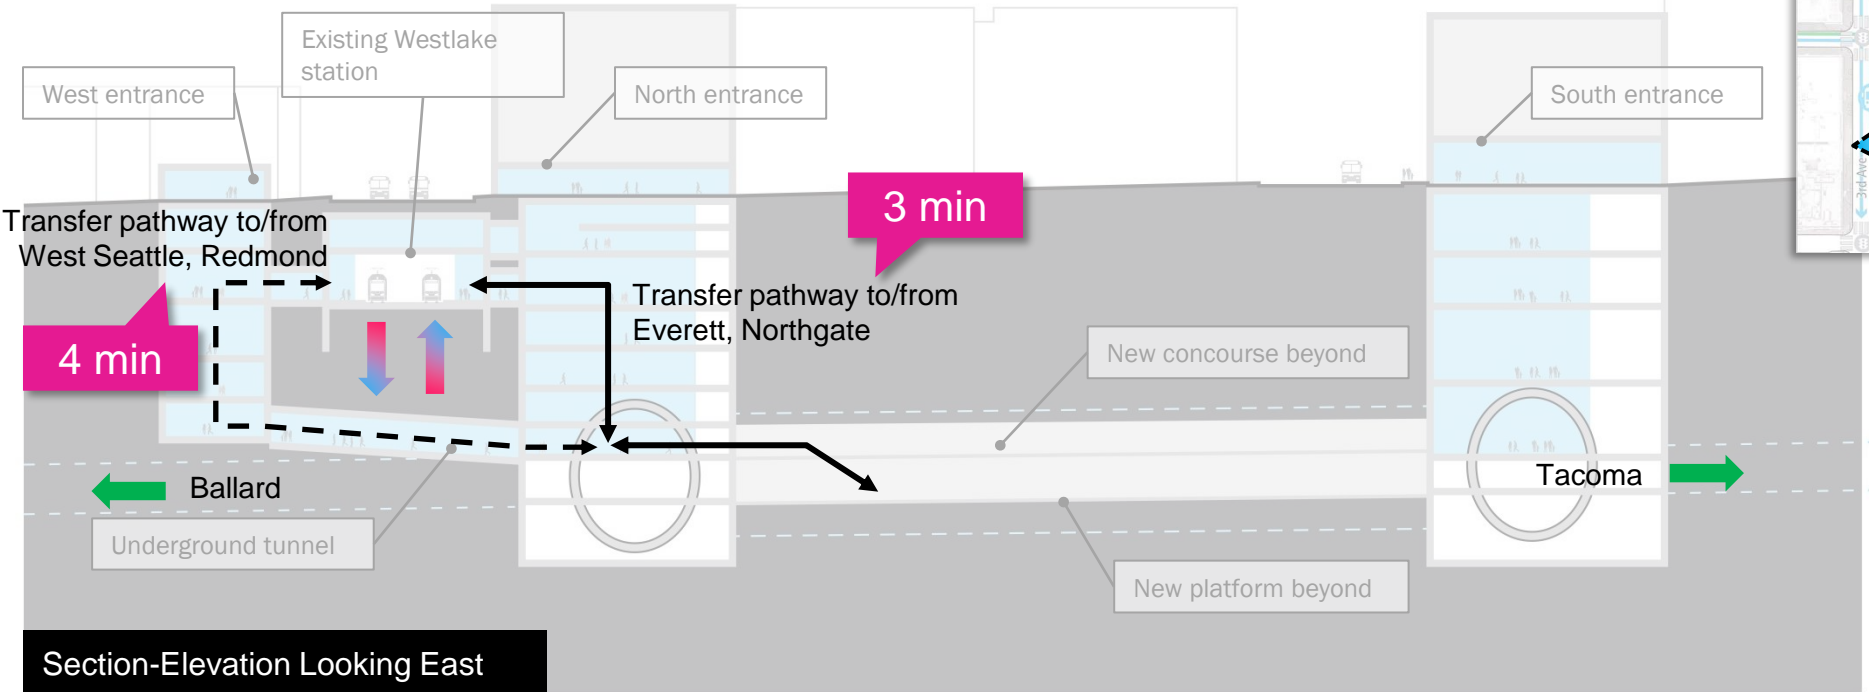 Existing Westlake
station
West entrance
North entrance
South entrance
3rd Ave
Transfer pathway to/from
West Seattle, Redmond
3 min
Transfer pathway to/from
Everett, Northgate
4 min
New concourse beyond
Ballard
Tacoma
Underground tunnel
New platform beyond
Section-Elevation Looking East